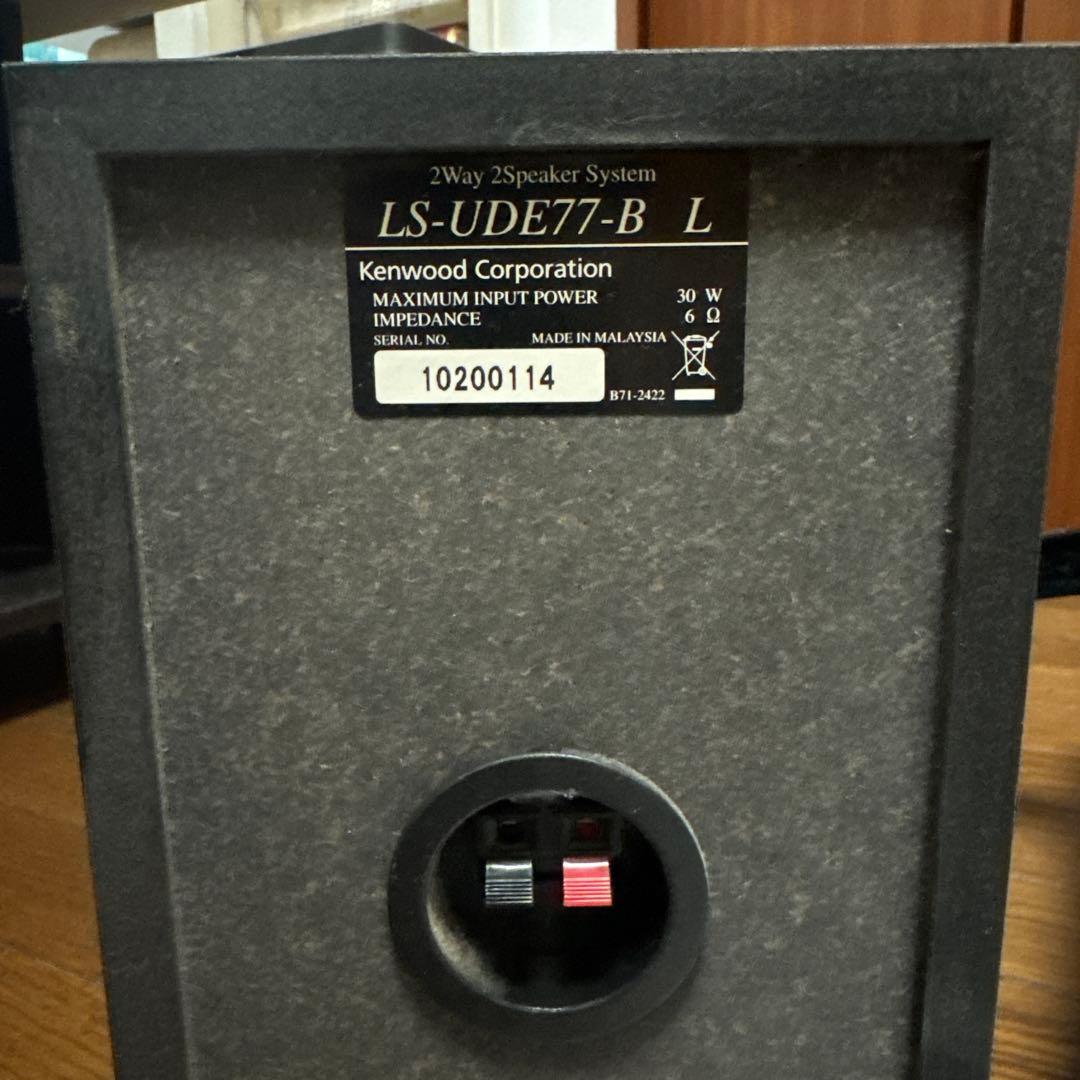 2Way 2Speaker System
LS-UDE77-B L
Kenwood Corporation
MAXIMUM INPUT POWER 30 W
IMPEDANCE 6 Ω
SERIAL NO. MADE IN MALAYSIA
10200114
B71-2422